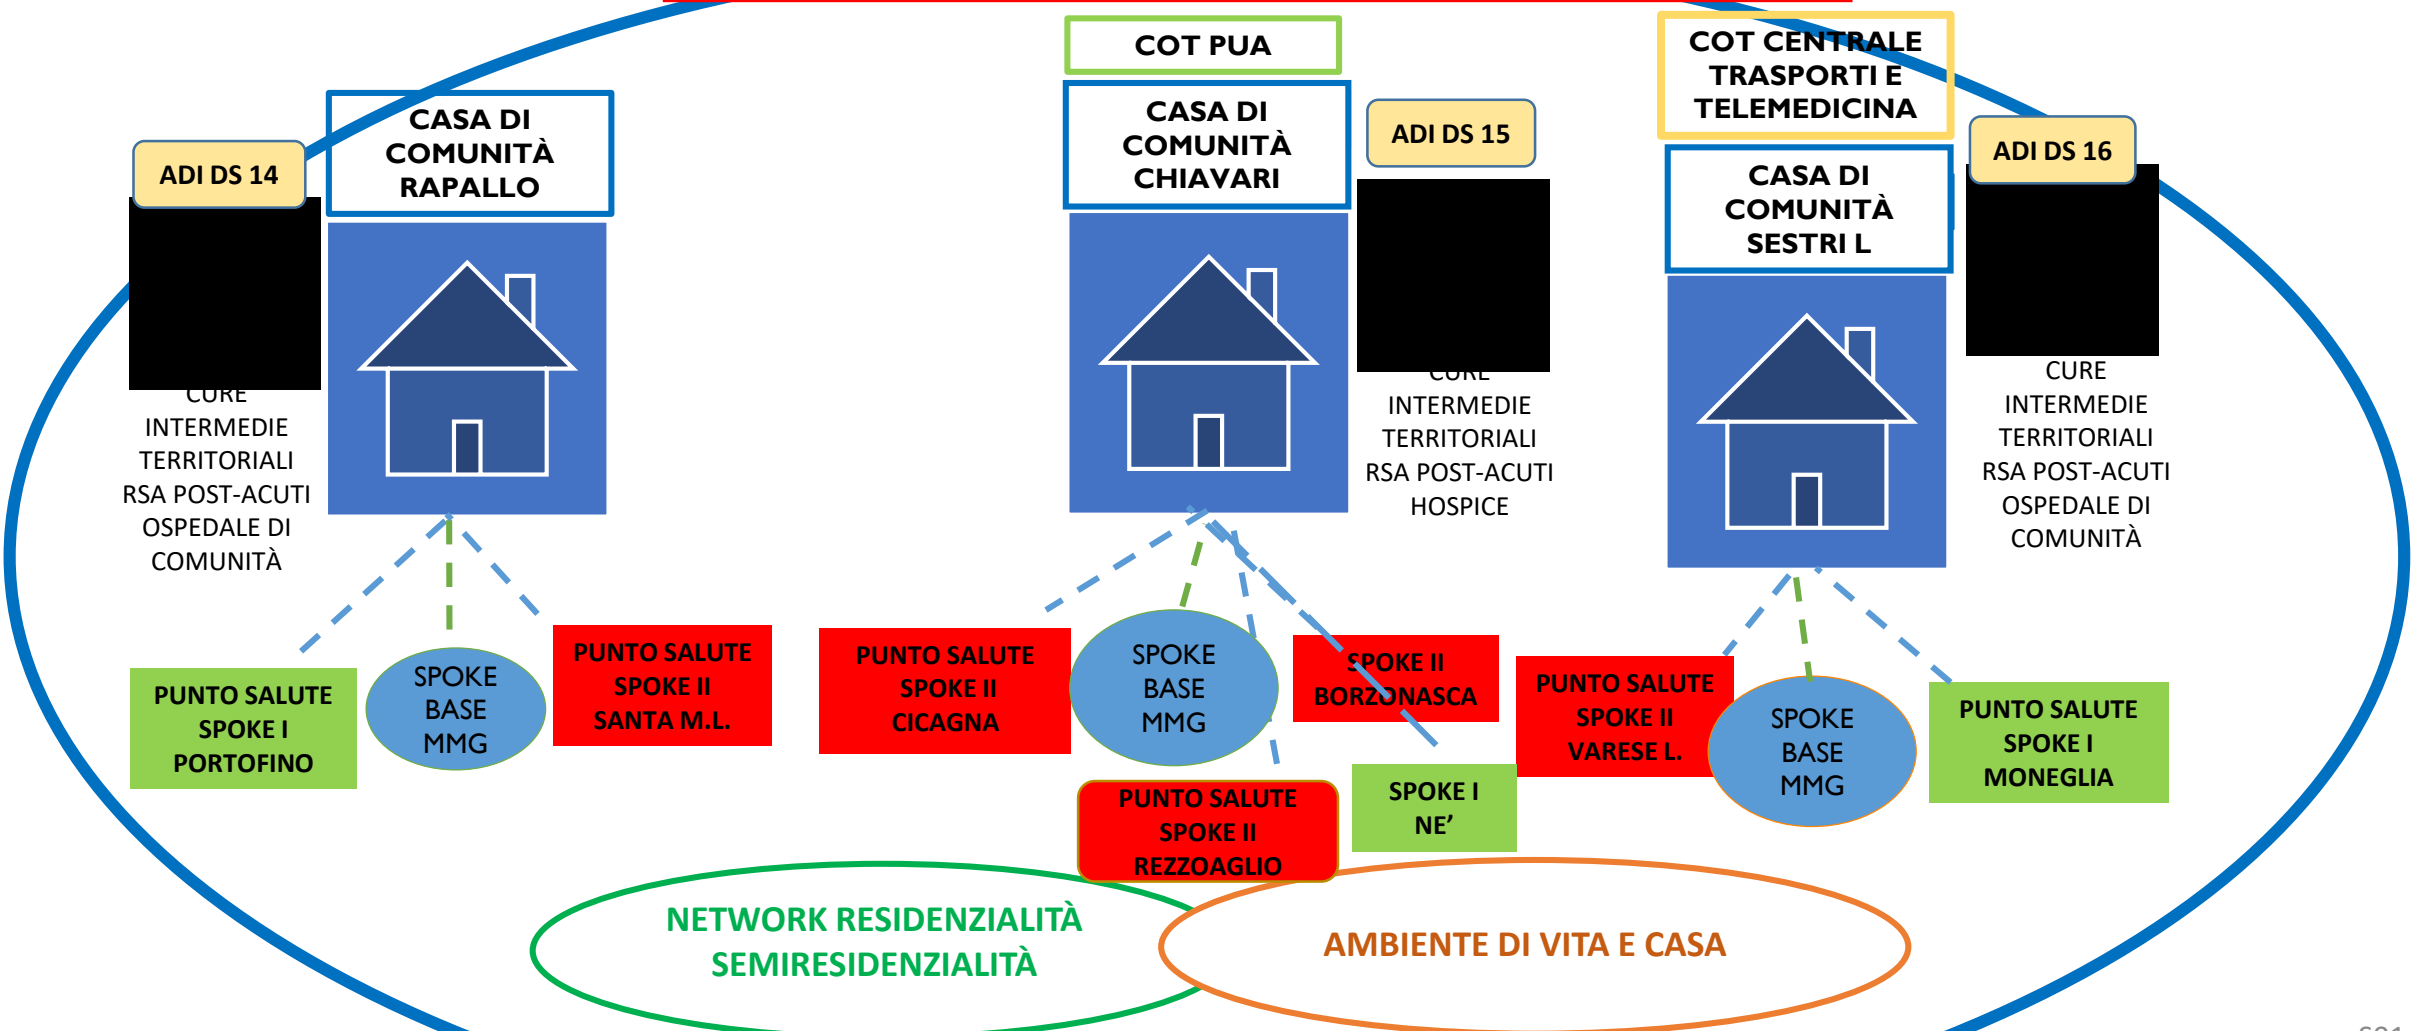 COT PUA
COT CENTRALE
TRASPORTI E
TELEMEDICINA
ADI DS 14
CASA DI
COMUNITÀ
RAPALLO
CASA DI
COMUNITÀ
CHIAVARI
ADI DS 15
CASA DI
COMUNITÀ
SESTRI L
ADI DS 16
CURE
INTERMEDIE
TERRITORIALI
RSA POST-ACUTI
OSPEDALE DI
COMUNITÀ
CURE
INTERMEDIE
TERRITORIALI
RSA POST-ACUTI
HOSPICE
CURE
INTERMEDIE
TERRITORIALI
RSA POST-ACUTI
OSPEDALE DI
COMUNITÀ
PUNTO SALUTE
SPOKE I
PORTOFINO
SPOKE
BASE
MMG
PUNTO SALUTE
SPOKE II
SANTA M.L.
PUNTO SALUTE
SPOKE II
CICAGNA
SPOKE
BASE
MMG
SPOKE II
BORZONASCA
PUNTO SALUTE
SPOKE II
REZZOAGLIO
SPOKE I
NE’
PUNTO SALUTE
SPOKE II
VARESE L.
SPOKE
BASE
MMG
PUNTO SALUTE
SPOKE I
MONEGLIA
NETWORK RESIDENZIALITÀ
SEMIRESIDENZIALITÀ
AMBIENTE DI VITA E CASA